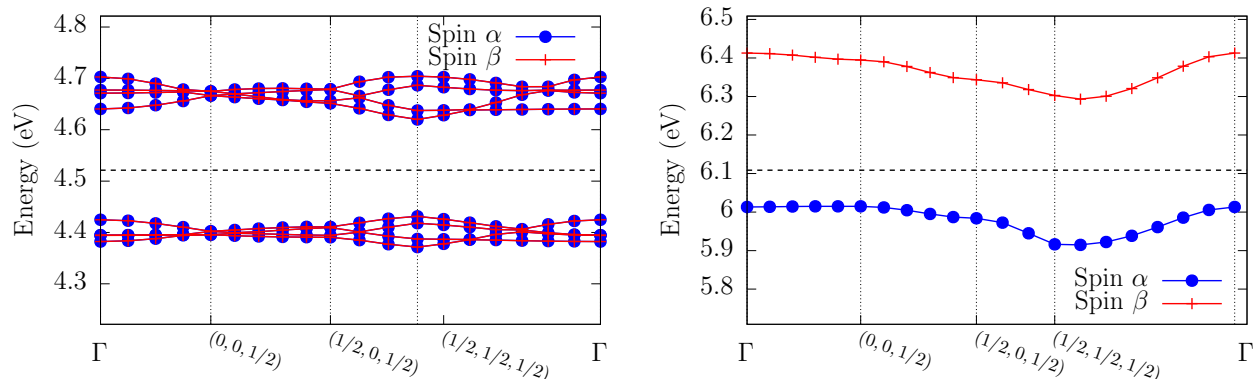 4.8
4.7
4.6
4.5
4.4
4.3
Energy (eV)
Spin α
Spin β
Γ
(0, 0, 1/2)
(1/2, 0, 1/2)
(1/2, 1/2, 1/2)
Γ
6.5
6.4
6.3
6.2
6.1
6
5.9
5.8
Energy (eV)
Spin α
Spin β
Γ
(0, 0, 1/2)
(1/2, 0, 1/2)
(1/2, 1/2, 1/2)
Γ